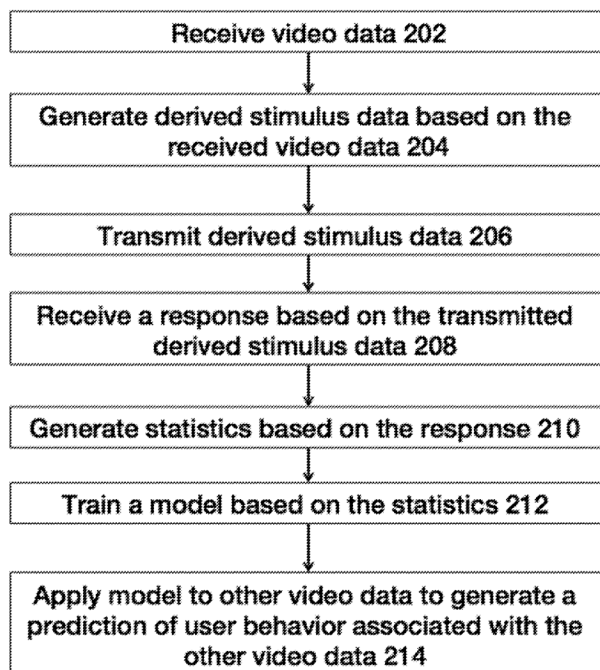 Receive video data 202
Generate derived stimulus data based on the
received video data 204
Transmit derived stimulus data 206
Receive a response based on the transmitted
derived stimulus data 208
Generate statistics based on the response 210
Train a model based on the statistics 212
Apply model to other video data to generate a
prediction of user behavior associated with the
other video data 214